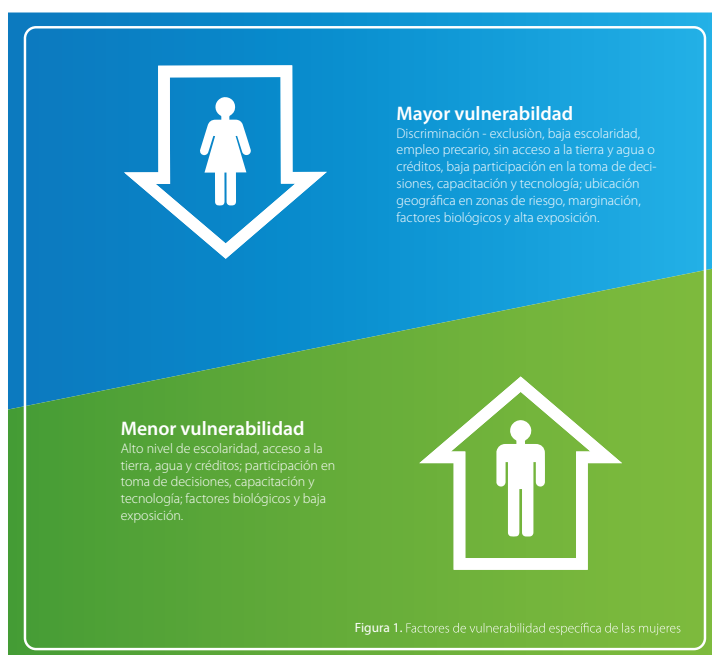 Mayor vulnerabildad
Discriminación - exclusiòn, baja escolaridad,
empleo precario, sin acceso a la tierra y agua o
créditos, baja participación en la toma de deci-
siones, capacitación y tecnología; ubicación
geográfica en zonas de riesgo, marginación,
factores biológicos y alta exposición.
Menor vulnerabilidad
Alto nivel de escolaridad, acceso a la
tierra, agua y créditos; participación en
toma de decisiones, capacitación y
tecnología; factores biológicos y baja
exposición.
Figura 1. Factores de vulnerabilidad específica de las mujeres